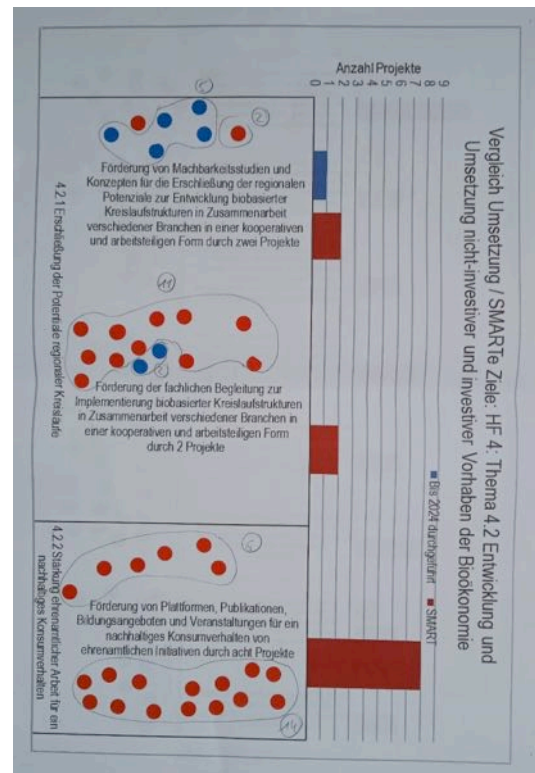 Vergleich Umsetzung / SMARTe Ziele: HF 4: Thema 4.2 Entwicklung und
Umsetzung nicht-investiver und investiver Vorhaben der Bioökonomie
Bis 2024 durchgeführt
SMART
Anzahl Projekte
9
8
7
6
5
4
3
2
1
0
2
Förderung von Machbarkeitsstudien und
Konzepten für die Erschließung der regionalen
Potenziale zur Entwicklung biobasierter
Kreislaufstrukturen in Zusammenarbeit
verschiedener Branchen in einer kooperativen
und arbeitsteiligen Form durch zwei Projekte
11
Förderung der fachlichen Begleitung zur
Implementierung biobasierter Kreislaufstrukturen
in Zusammenarbeit verschiedener Branchen in
einer kooperativen und arbeitsteiligen Form
durch 2 Projekte
Förderung von Plattformen, Publikationen,
Bildungsangeboten und Veranstaltungen für ein
nachhaltiges Konsumverhalten von
ehrenamtlichen Initiativen durch acht Projekte
14
4.2.1 Erschließung der Potentiale regionaler Kreisläufe
4.2.2 Stärkung ehrenamtlicher Arbeit für ein
nachhaltiges Konsumverhalten